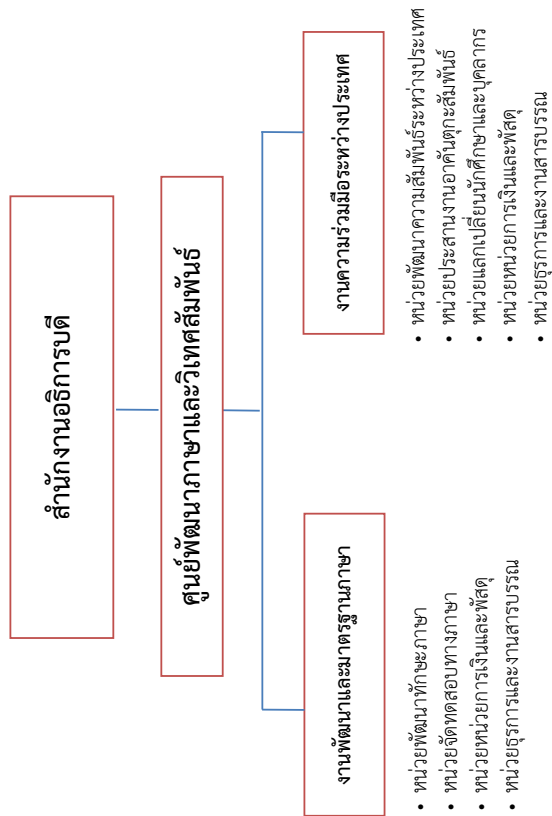 สำนักงานอธิการบดี
ศูนย์พัฒนาภาษาและวิเทศสัมพันธ์
งานพัฒนาและมาตรฐานภาษา
• หน่วยพัฒนาทักษะภาษา
• หน่วยจัดทดสอบทางภาษา
• หน่วยหน่วยการเงินและพัสดุ
• หน่วยธุรการและงานสารบรรณ
งานความร่วมมือระหว่างประเทศ
• หน่วยพัฒนาความสัมพันธ์ระหว่างประเทศ
• หน่วยประสานงานอาคันตุกะสัมพันธ์
• หน่วยแลกเปลี่ยนนักศึกษาและบุคลากร
• หน่วยหน่วยการเงินและพัสดุ
• หน่วยธุรการและงานสารบรรณ